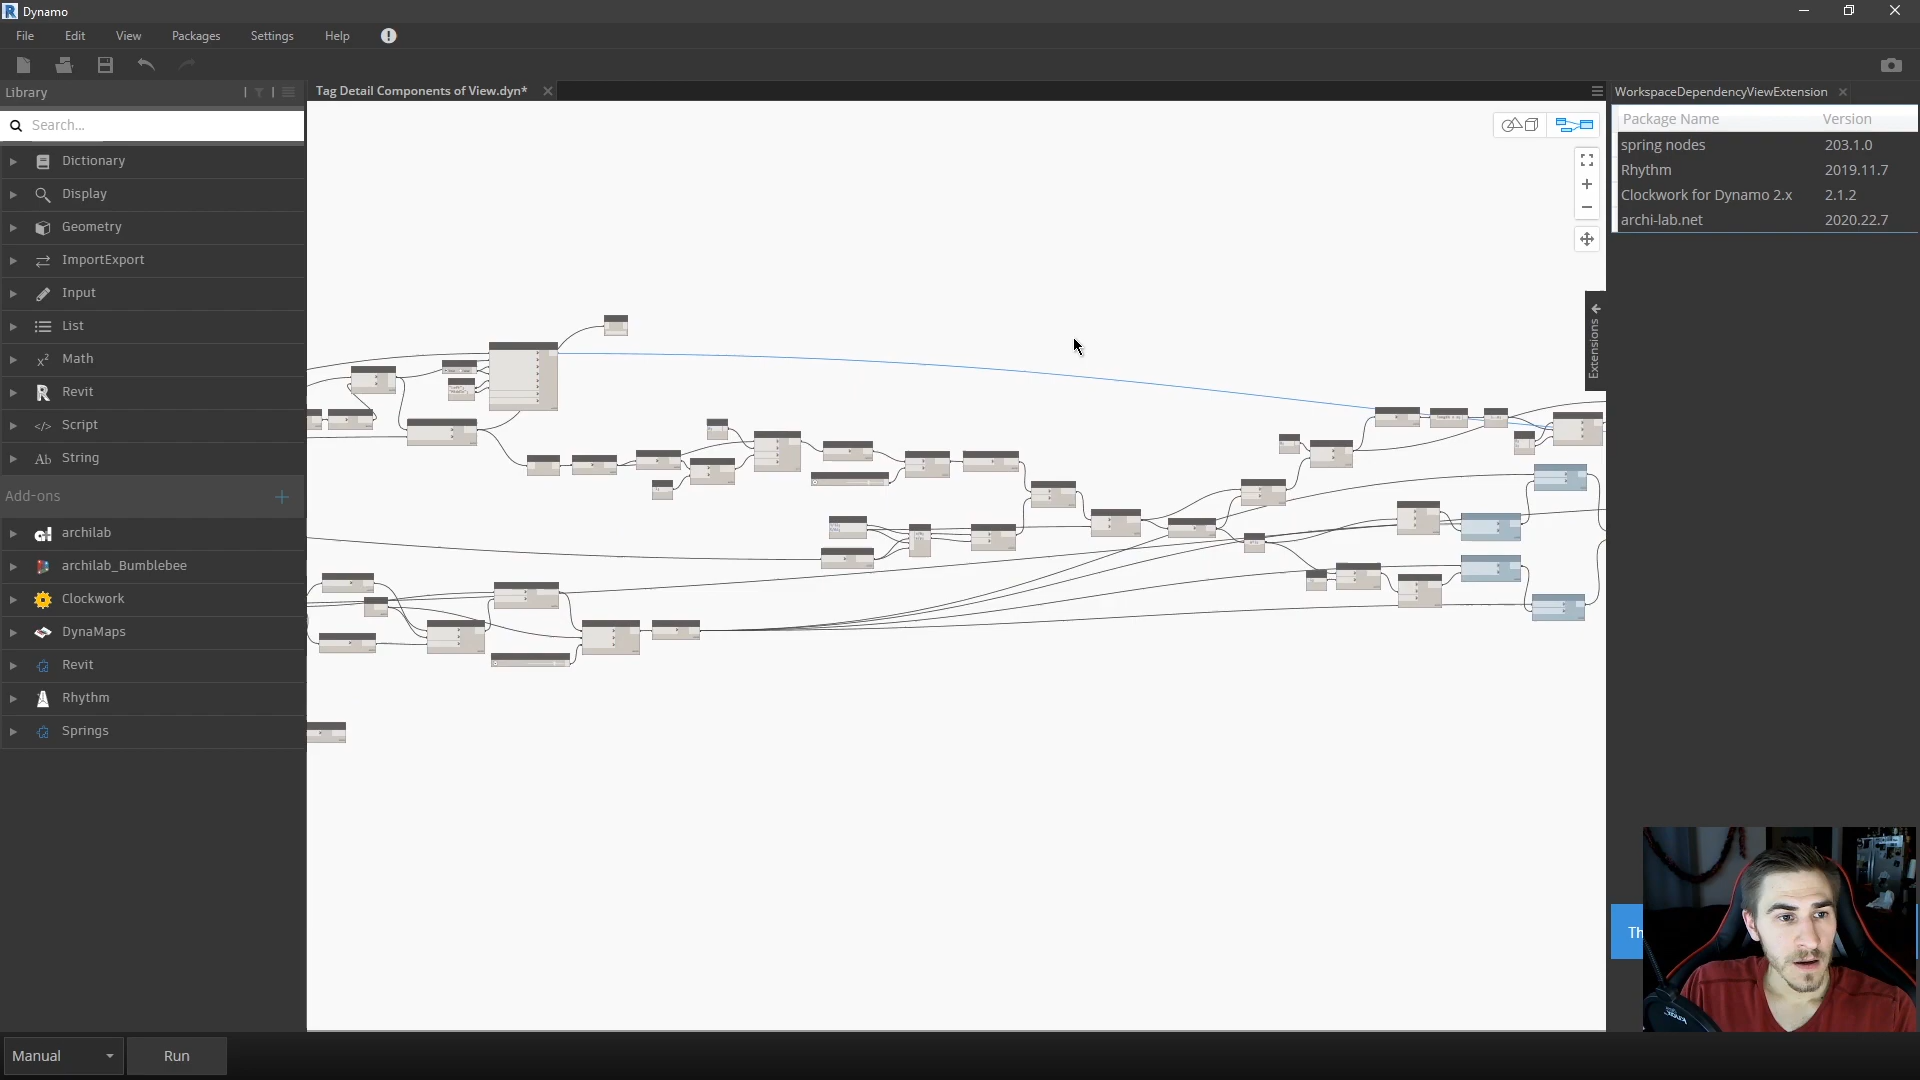 Dynamo
File Edit View Packages Settings Help
Library
Search...
Dictionary
Display
Geometry
ImportExport
Input
List
Math
Revit
Script
String
Add-ons
archilab
archilab_Bumblebee
Clockwork
DynaMaps
Revit
Rhythm
Springs
Manual
Run
Tag Detail Components of View.dyn*
Extensions
WorkspaceDependencyViewExtension
Package Name Version
spring nodes 203.1.0
Rhythm 2019.11.7
Clockwork for Dynamo 2.x 2.1.2
archi-lab.net 2020.22.7
Th